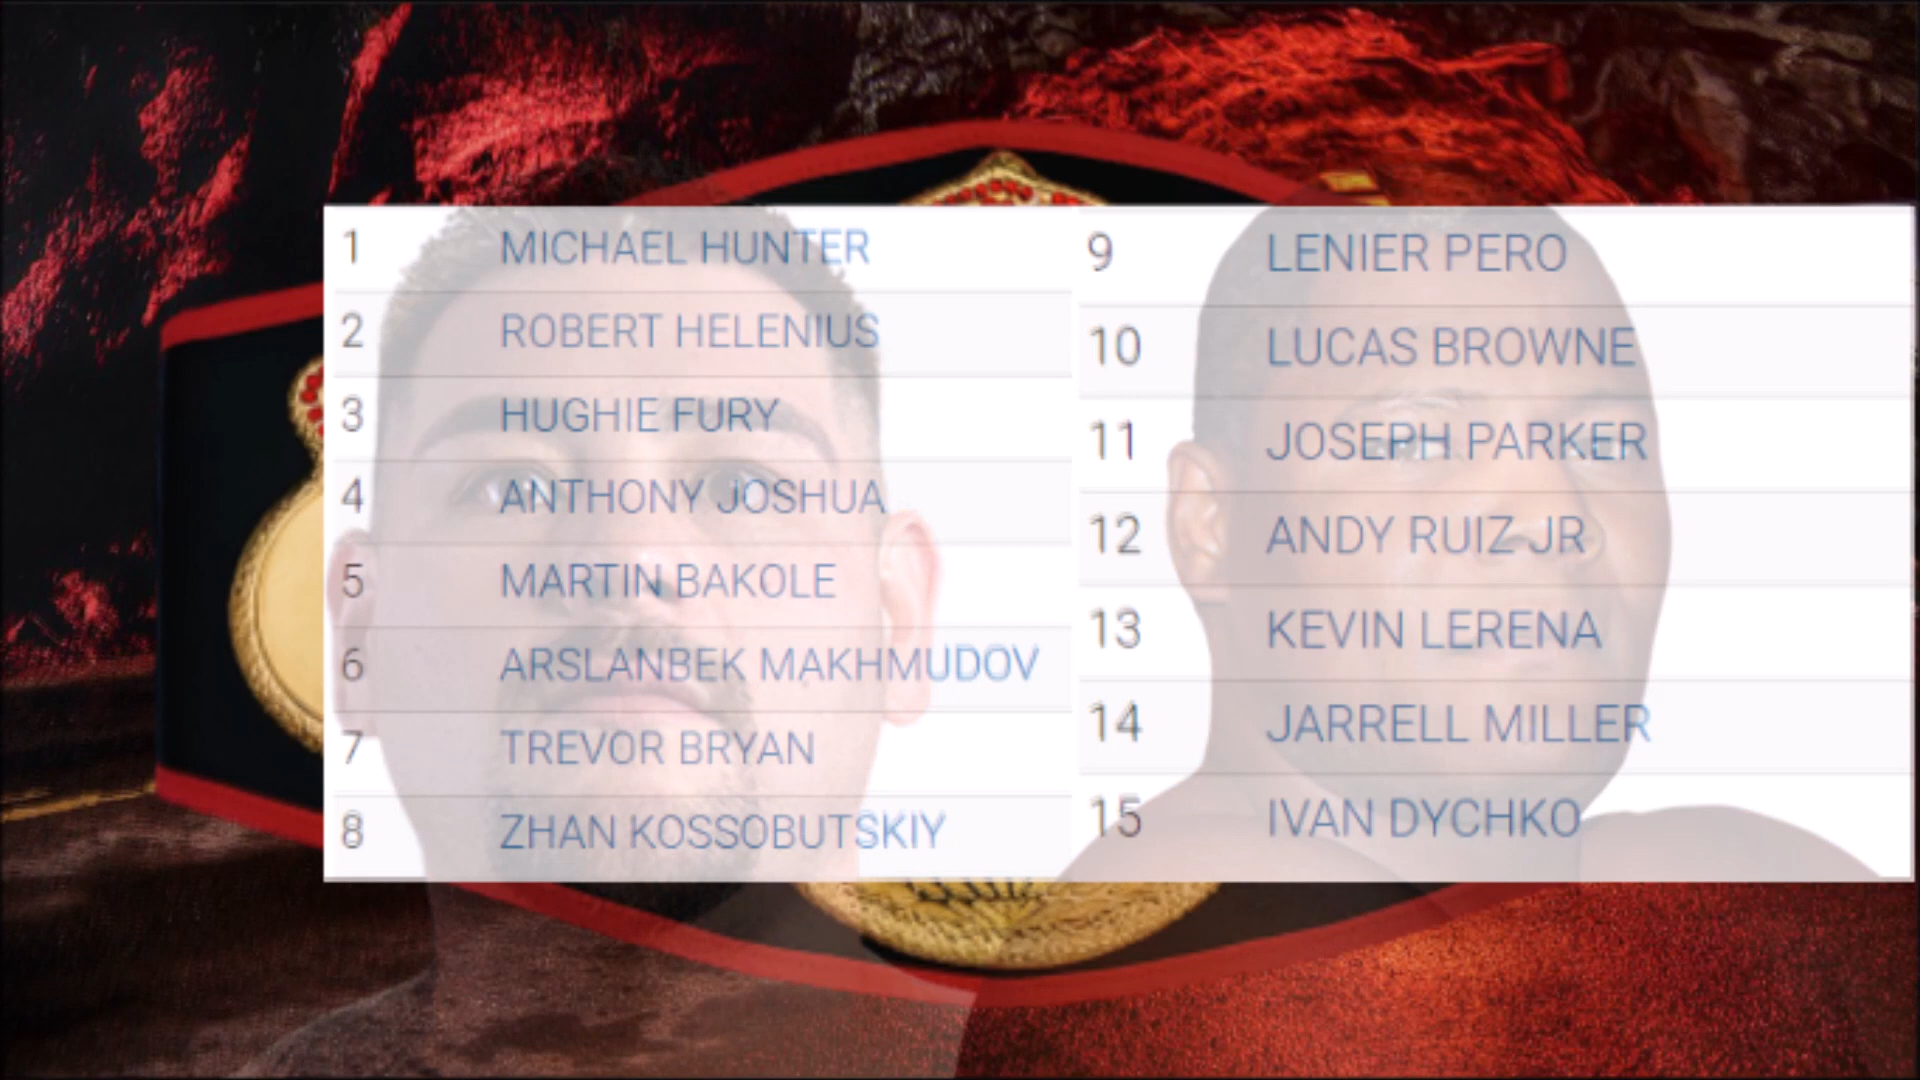 1 MICHAEL HUNTER
2 ROBERT HELENIUS
3 HUGHIE FURY
4 ANTHONY JOSHUA
5 MARTIN BAKOLE
6 ARSLANBEK MAKHMUDOV
7 TREVOR BRYAN
8 ZHAN KOSSOBUTSKIY
9 LENIER PERO
10 LUCAS BROWNE
11 JOSEPH PARKER
12 ANDY RUIZ JR
13 KEVIN LERENA
14 JARRELL MILLER
15 IVAN DYCHKO